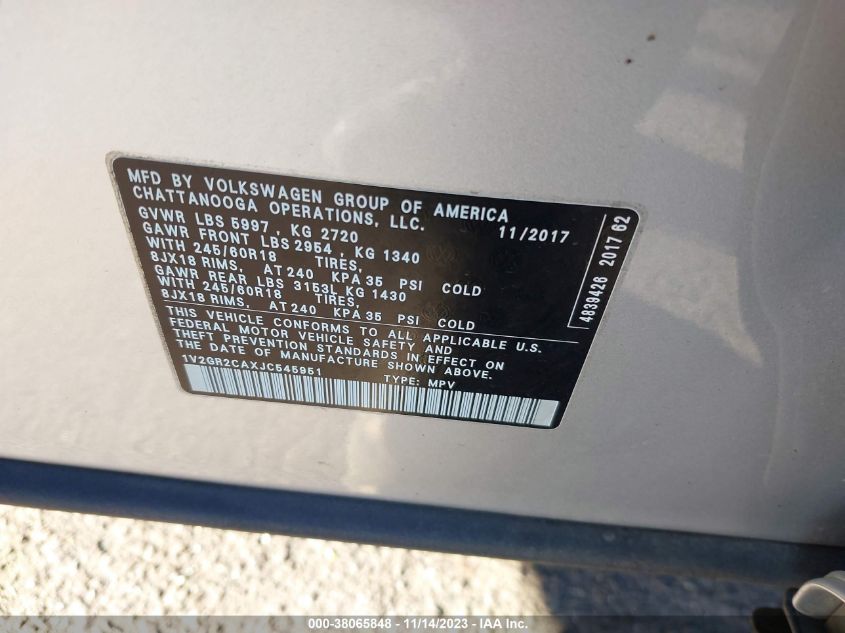 MFD BY VOLKSWAGEN GROUP OF AMERICA
CHATTANOOGA OPERATIONS, LLC.
11/2017
GVWR LBS 5997 , KG 2720
GAWR FRONT LBS 2954 , KG 1340
WITH 245/60R18 TIRES,
8JX18 RIMS, AT 240 KPA 35 PSI COLD
GAWR REAR LBS 3153L KG 1430
WITH 245/60R18 TIRES,
8JX18 RIMS, AT 240 KPA 35 PSI COLD
THIS VEHICLE CONFORMS TO ALL APPLICABLE U.S.
FEDERAL MOTOR VEHICLE SAFETY AND
THEFT PREVENTION STANDARDS IN EFFECT ON
THE DATE OF MANUFACTURE SHOWN ABOVE.
1V2GR2CAXJC545951 TYPE: MPV
4839426 2017 62
000-38065848 - 11/14/2023 - IAA Inc.